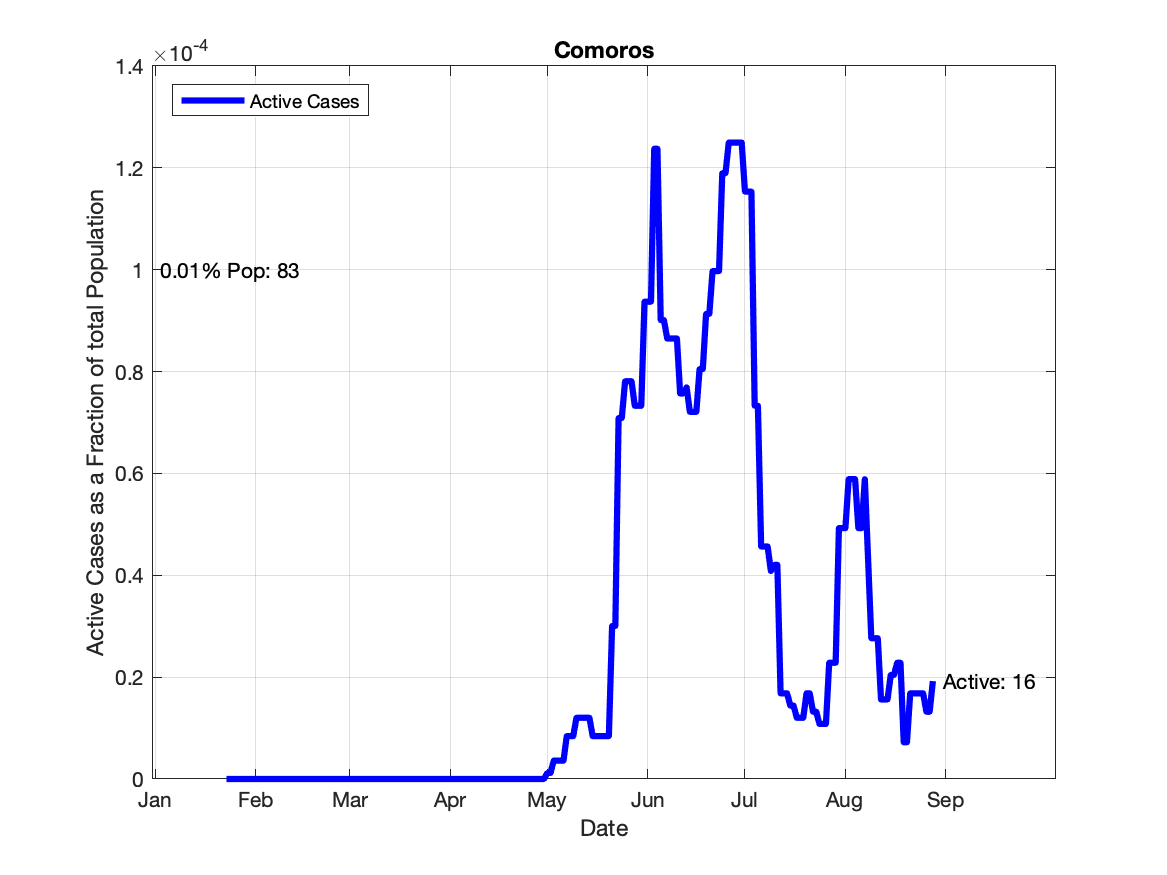 Comoros
×10-4
Active Cases
1.4
1.2
1
0.8
0.6
0.4
0.2
0
0.01% Pop: 83
Active: 16
Active Cases as a Fraction of total Population
Jan Feb Mar Apr May Jun Jul Aug Sep
Date